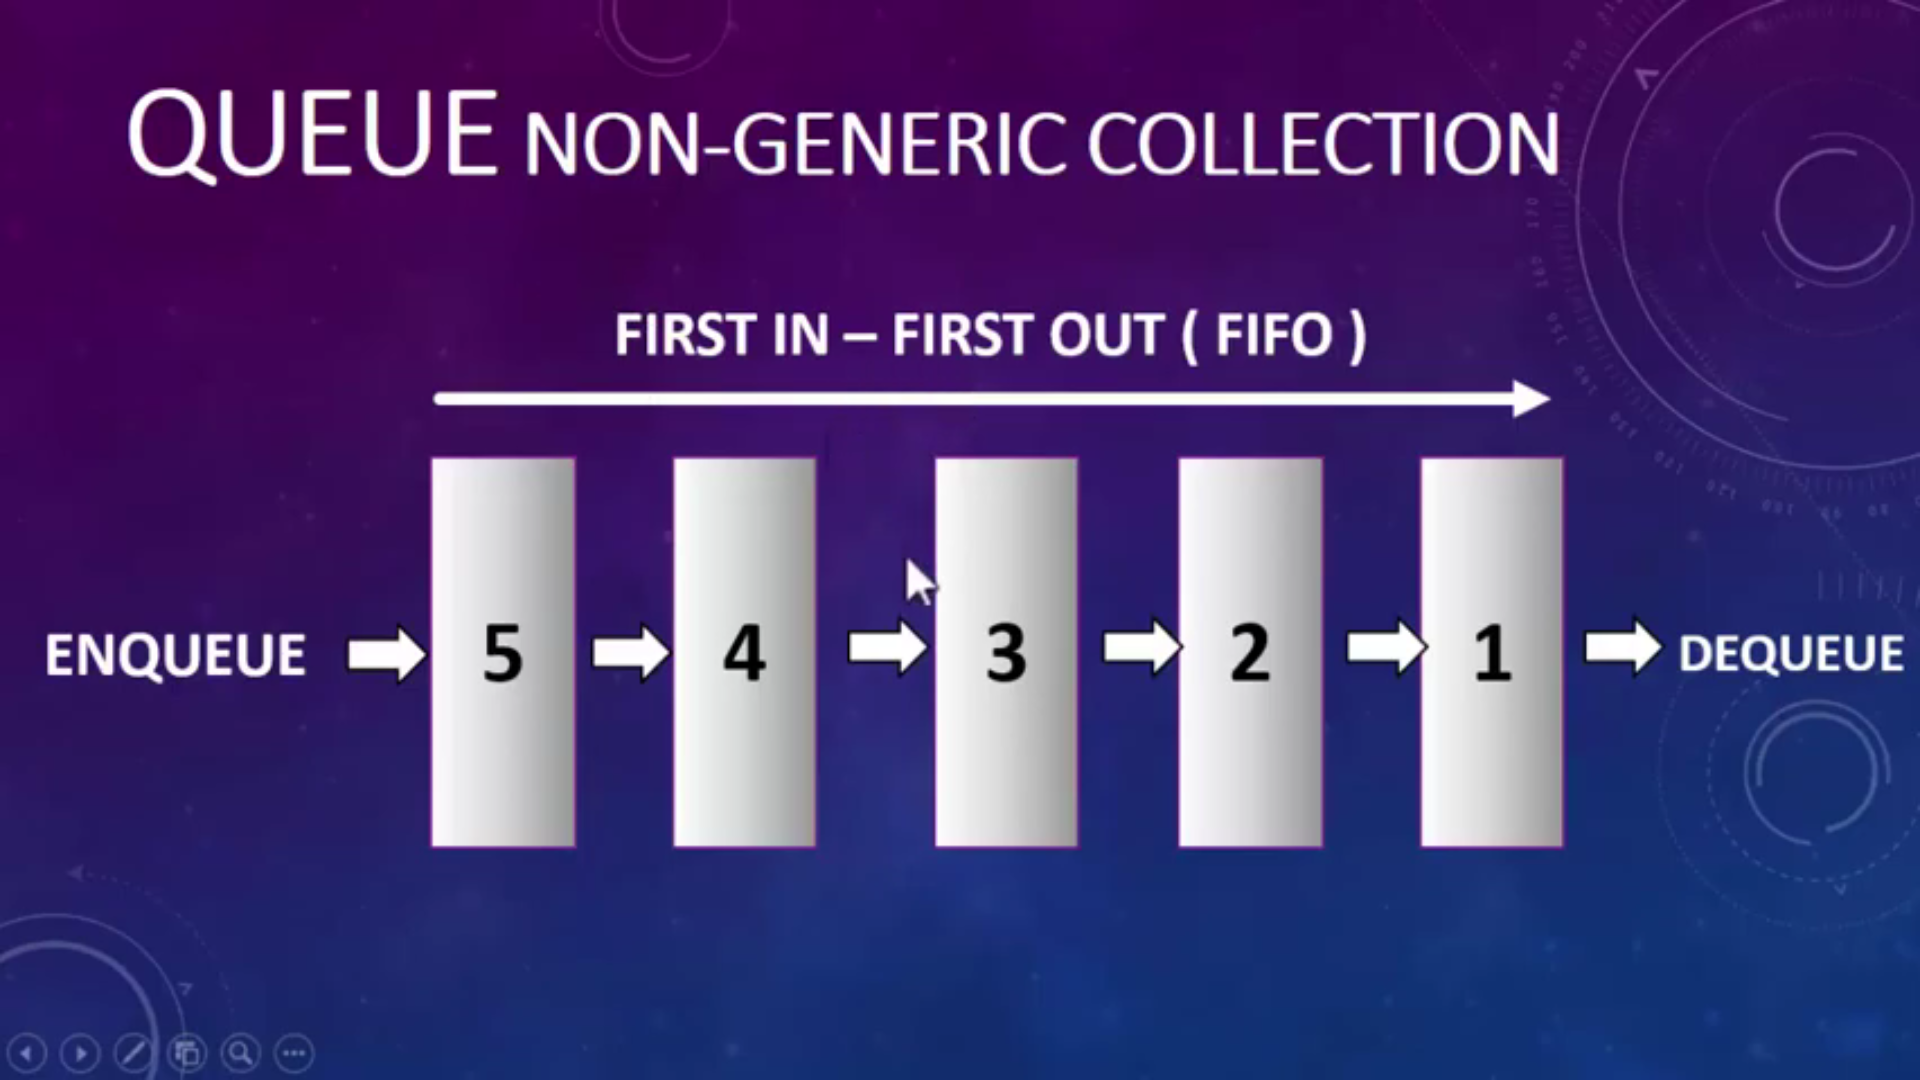 QUEUE NON-GENERIC COLLECTION
FIRST IN – FIRST OUT ( FIFO )
ENQUEUE 5 4 3 2 1 DEQUEUE